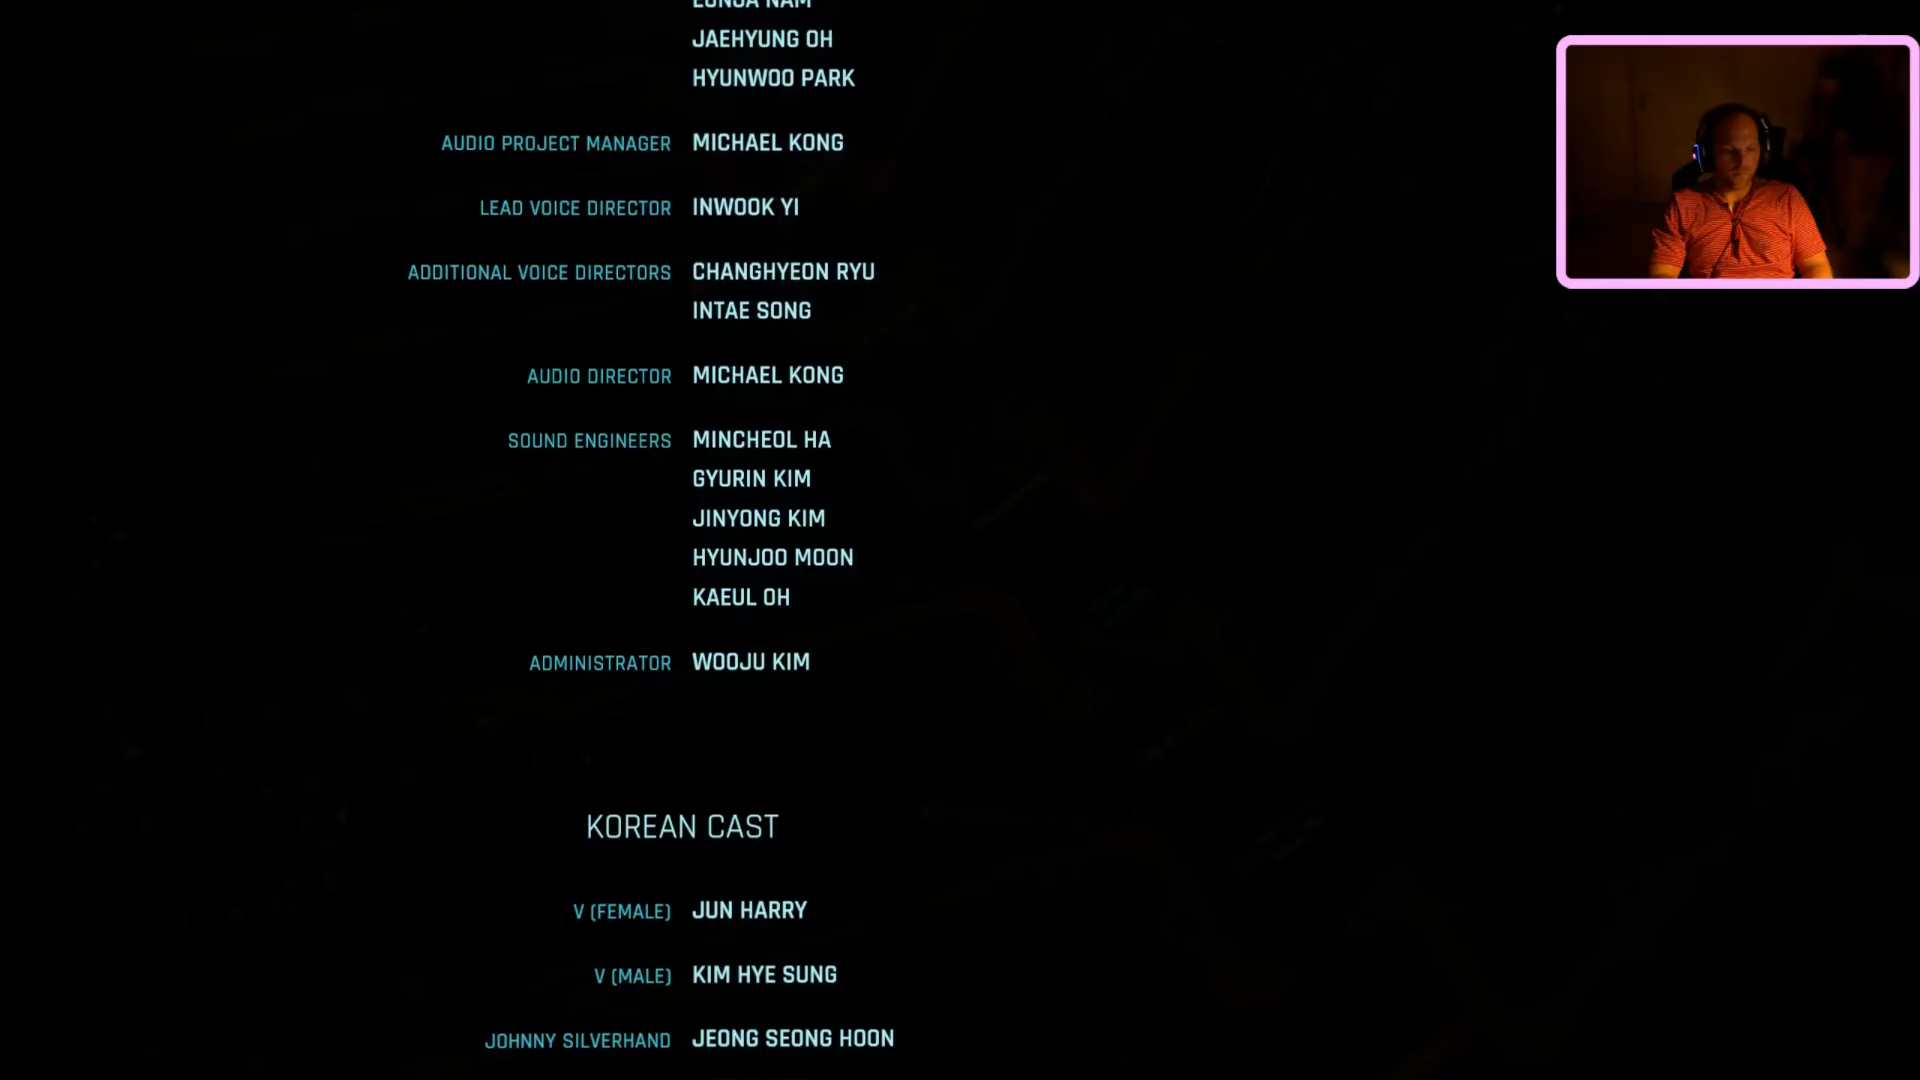 JAEHYUNG OH
HYUNWOO PARK
AUDIO PROJECT MANAGER MICHAEL KONG
LEAD VOICE DIRECTOR INWOOK YI
ADDITIONAL VOICE DIRECTORS CHANGHYEON RYU
INTAE SONG
AUDIO DIRECTOR MICHAEL KONG
SOUND ENGINEERS MINCHEOL HA
GYURIN KIM
JINYONG KIM
HYUNJOO MOON
KAEUL OH
ADMINISTRATOR WOOJU KIM
KOREAN CAST
V (FEMALE) JUN HARRY
V (MALE) KIM HYE SUNG
JOHNNY SILVERHAND JEONG SEONG HOON